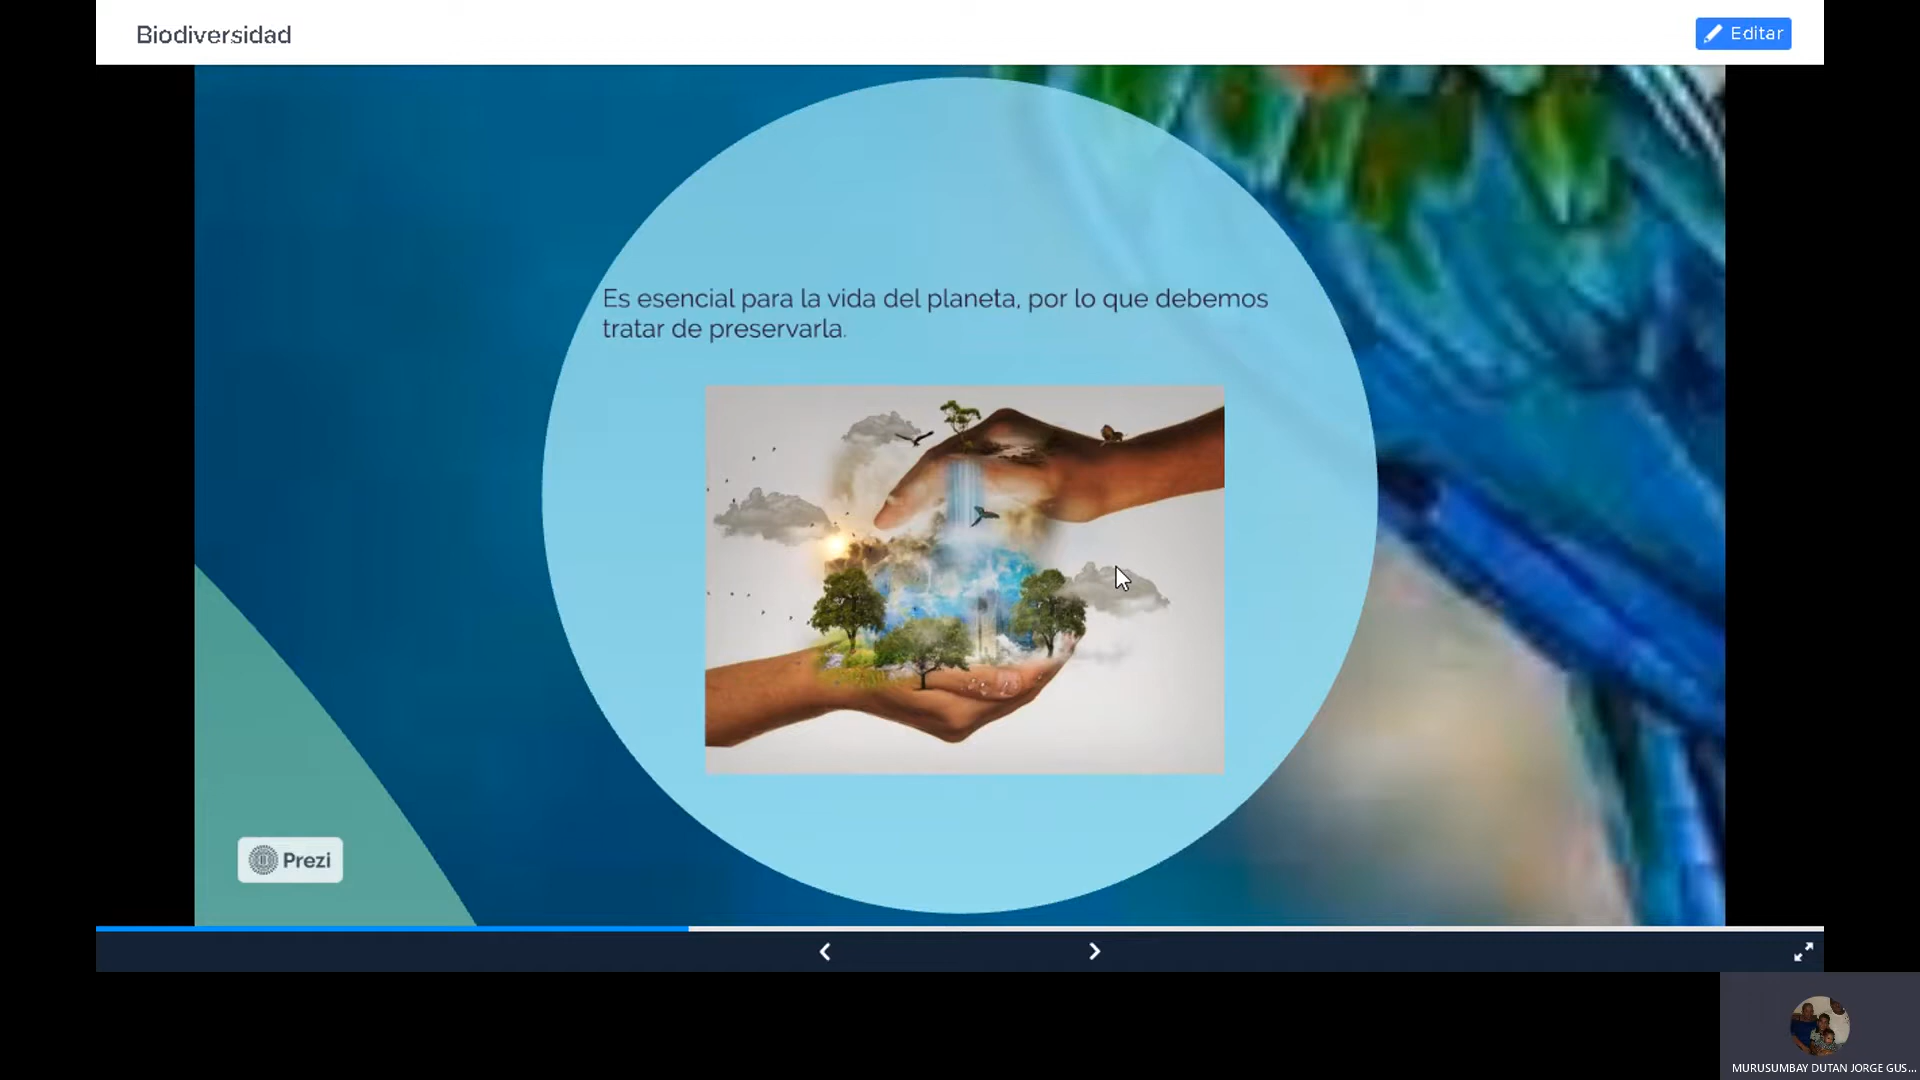 Biodiversidad
Editar
Es esencial para la vida del planeta, por lo que debemos
tratar de preservarla.
Prezi
MURUSUMBAY DUTAN JORGE GUS...